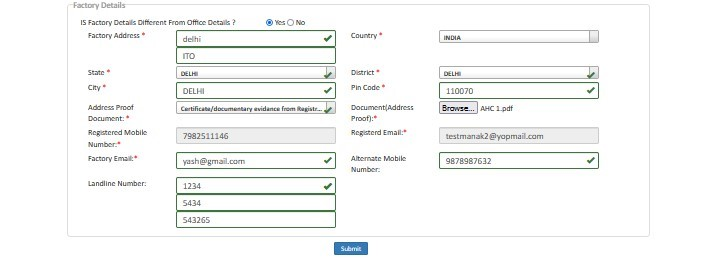 Factory Details
IS Factory Details Different From Office Details ? Yes No
Factory Address * delhi Country * INDIA
ITO
State * DELHI District * DELHI
City * DELHI Pin Code * 110070
Address Proof Document: * Certificate/documentary evidance from Registr... Document(Address Proof):* Browse... AHC 1.pdf
Registered Mobile Number:* 7982511146 Registerd Email:* testmanak2@yopmail.com
Factory Email:* yash@gmail.com Alternate Mobile Number: 9878987632
Landline Number: 1234
5434
543265
Submit